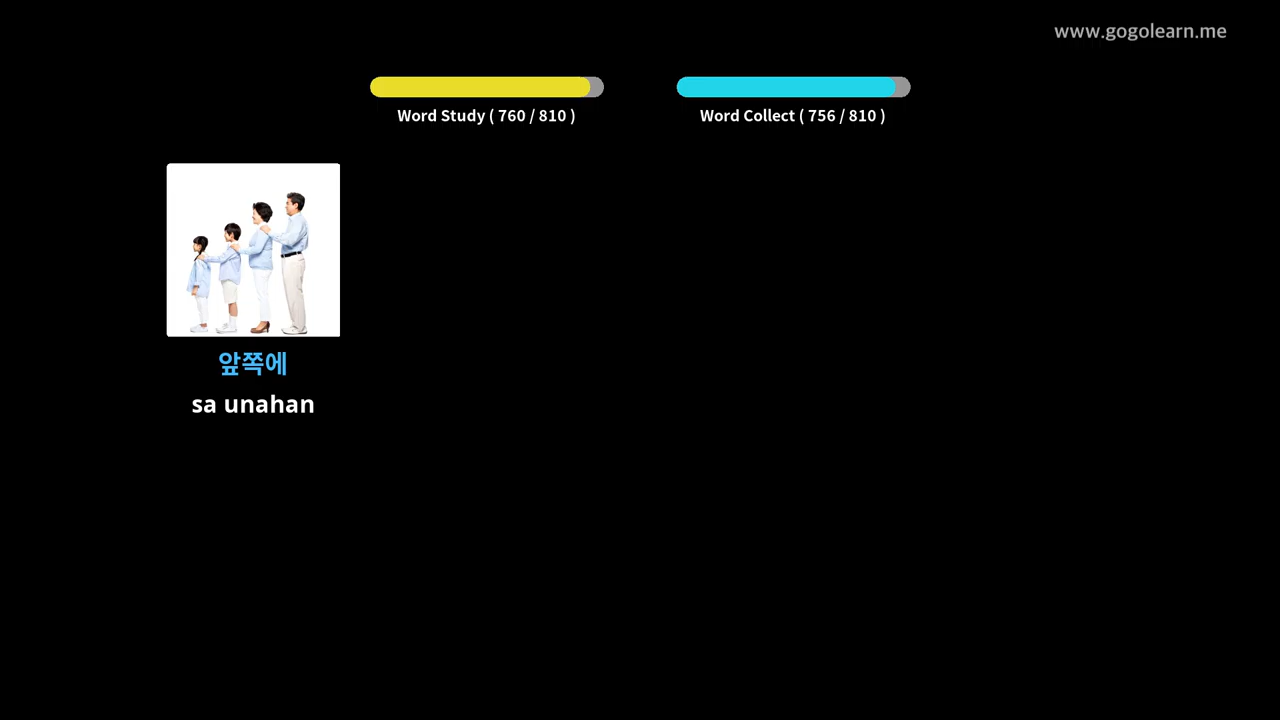 www.gogolearn.me
Word Study ( 760 / 810 )
Word Collect ( 756 / 810 )
앞쪽에
sa unahan